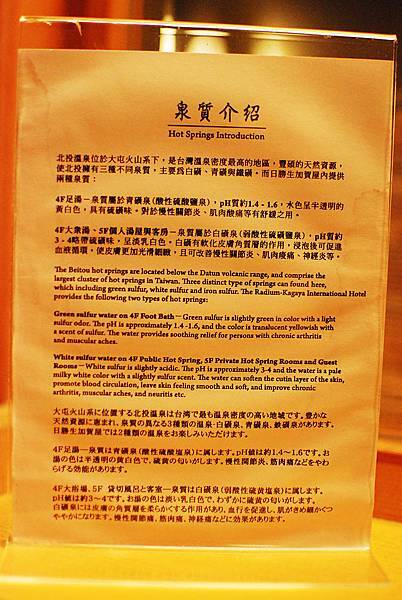 泉質介紹
Hot Springs Introduction
北投溫泉位於大屯火山系下，是台灣溫泉密度最高的地區，豐碩的天然資源，
使北投擁有三種不同泉質，主要為白磺、青磺與鐵磺。而日勝生加賀屋內提供
兩種泉質：
4F足湯－泉質屬於青磺泉(酸性硫酸鹽泉)，pH質約1.4 - 1.6，水色呈半透明的
黃白色，具有硫磺味。對於慢性關節炎、肌肉酸痛等有舒緩之用。
4F大衆湯、5F個人湯屋與客房－泉質屬於白磺泉(弱酸性硫磺鹽泉)，pH質約
3 - 4略帶硫磺味，呈淡乳白色。白磺有軟化皮膚角質層的作用，浸泡後可促進
血液循環。使皮膚更加光滑細緻，且可改善慢性關節炎、肌肉痠痛、神經炎等。
The Beitou hot springs are located below the Datun volcanic range, and comprise the
largest cluster of hot springs in Taiwan. Three distinct type of springs can found here,
which including green sulfur, white sulfur and iron sulfur. The Radium-Kagaya International Hotel
provides the following two types of hot springs:
Green sulfur water on 4F Foot Bath－Green sulfur is slightly green in color with a light
sulfur odor. The pH is approximately 1.4 -1.6, and the color is translucent yellowish with
a scent of sulfur. The water provides soothing relief for persons with chronic arthritis
and muscular aches.
White sulfur water on 4F Public Hot Spring, 5F Private Hot Spring Rooms and Guest
Rooms－White sulfur is slightly acidic. The pH is approximately 3-4 and the water is a pale
milky white color with a slightly sulfur scent. The water can soften the cutin layer of the skin,
promote blood circulation, leave skin feeling smooth and soft, and improve chronic
arthritis, muscular aches, and neuritis etc.
大屯火山系に位置する北投温泉は台湾で最も温泉密度の高い地域です。豊かな
天然資源に恵まれ、泉質の異なる3種類の温泉-白磺泉、青磺泉、鉄磺泉があります。
日勝生加賀屋では2種類の温泉をお楽しみいただけます。
4F足湯－泉質は青磺泉(酸性硫酸塩泉)に属します。pH値は約1.4～1.6です。お
湯の色は半透明の黄白色で、硫黄の匂いがします。慢性関節炎、筋肉痛などをやわ
らげる効能があります。
4F大浴場、5F 貸切風呂と客室－泉質は白磺泉(弱酸性硫黄塩泉)に属します。
pH値は約3～4です。お湯の色は淡い乳白色で、わずかに硫黄の匂いがします。
白磺泉には皮膚の角質層を柔らかくする作用があり、血行を促進し、肌がきめ細かくつ
ややかになります。慢性関節痛、筋肉痛、神経痛などに効果があります。